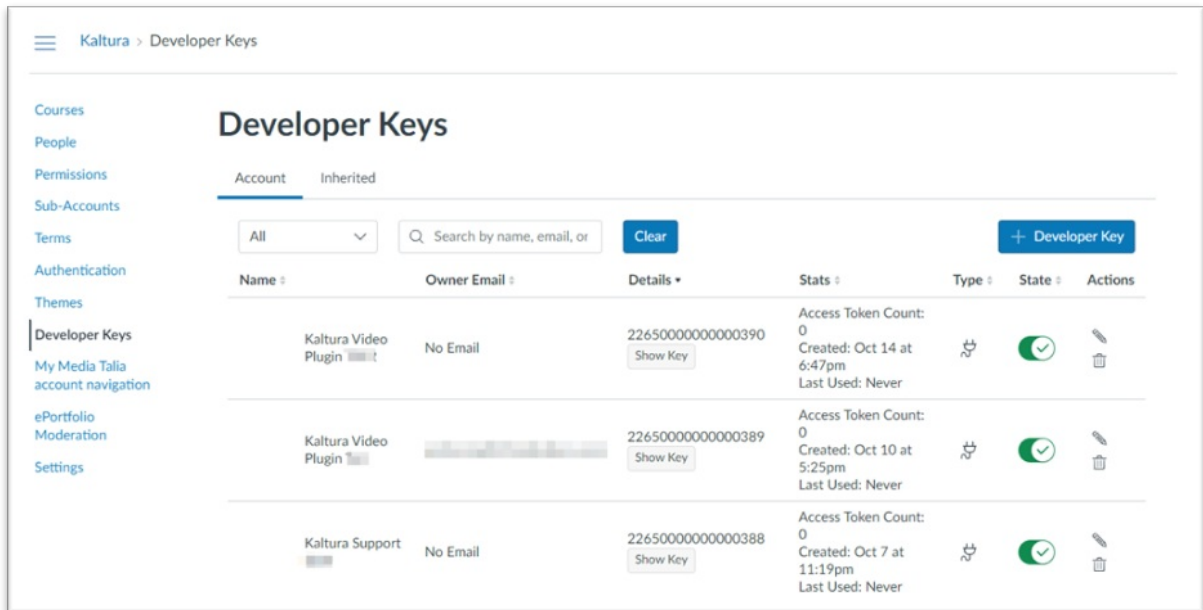 Kaltura > Developer Keys
Courses
People
Permissions
Sub-Accounts
Terms
Authentication
Themes
Developer Keys
My Media Talia
account navigation
ePortfolio
Moderation
Settings
Developer Keys
Account Inherited
All Search by name, email, or Clear + Developer Key
Name Owner Email Details Stats Type State Actions
Kaltura Video
Plugin
No Email
22650000000000390
Show Key
Access Token Count:
0
Created: Oct 14 at
6:47pm
Last Used: Never
Kaltura Video
Plugin
22650000000000389
Show Key
Access Token Count:
0
Created: Oct 10 at
5:25pm
Last Used: Never
Kaltura Support
No Email
22650000000000388
Show Key
Access Token Count:
0
Created: Oct 7 at
11:19pm
Last Used: Never